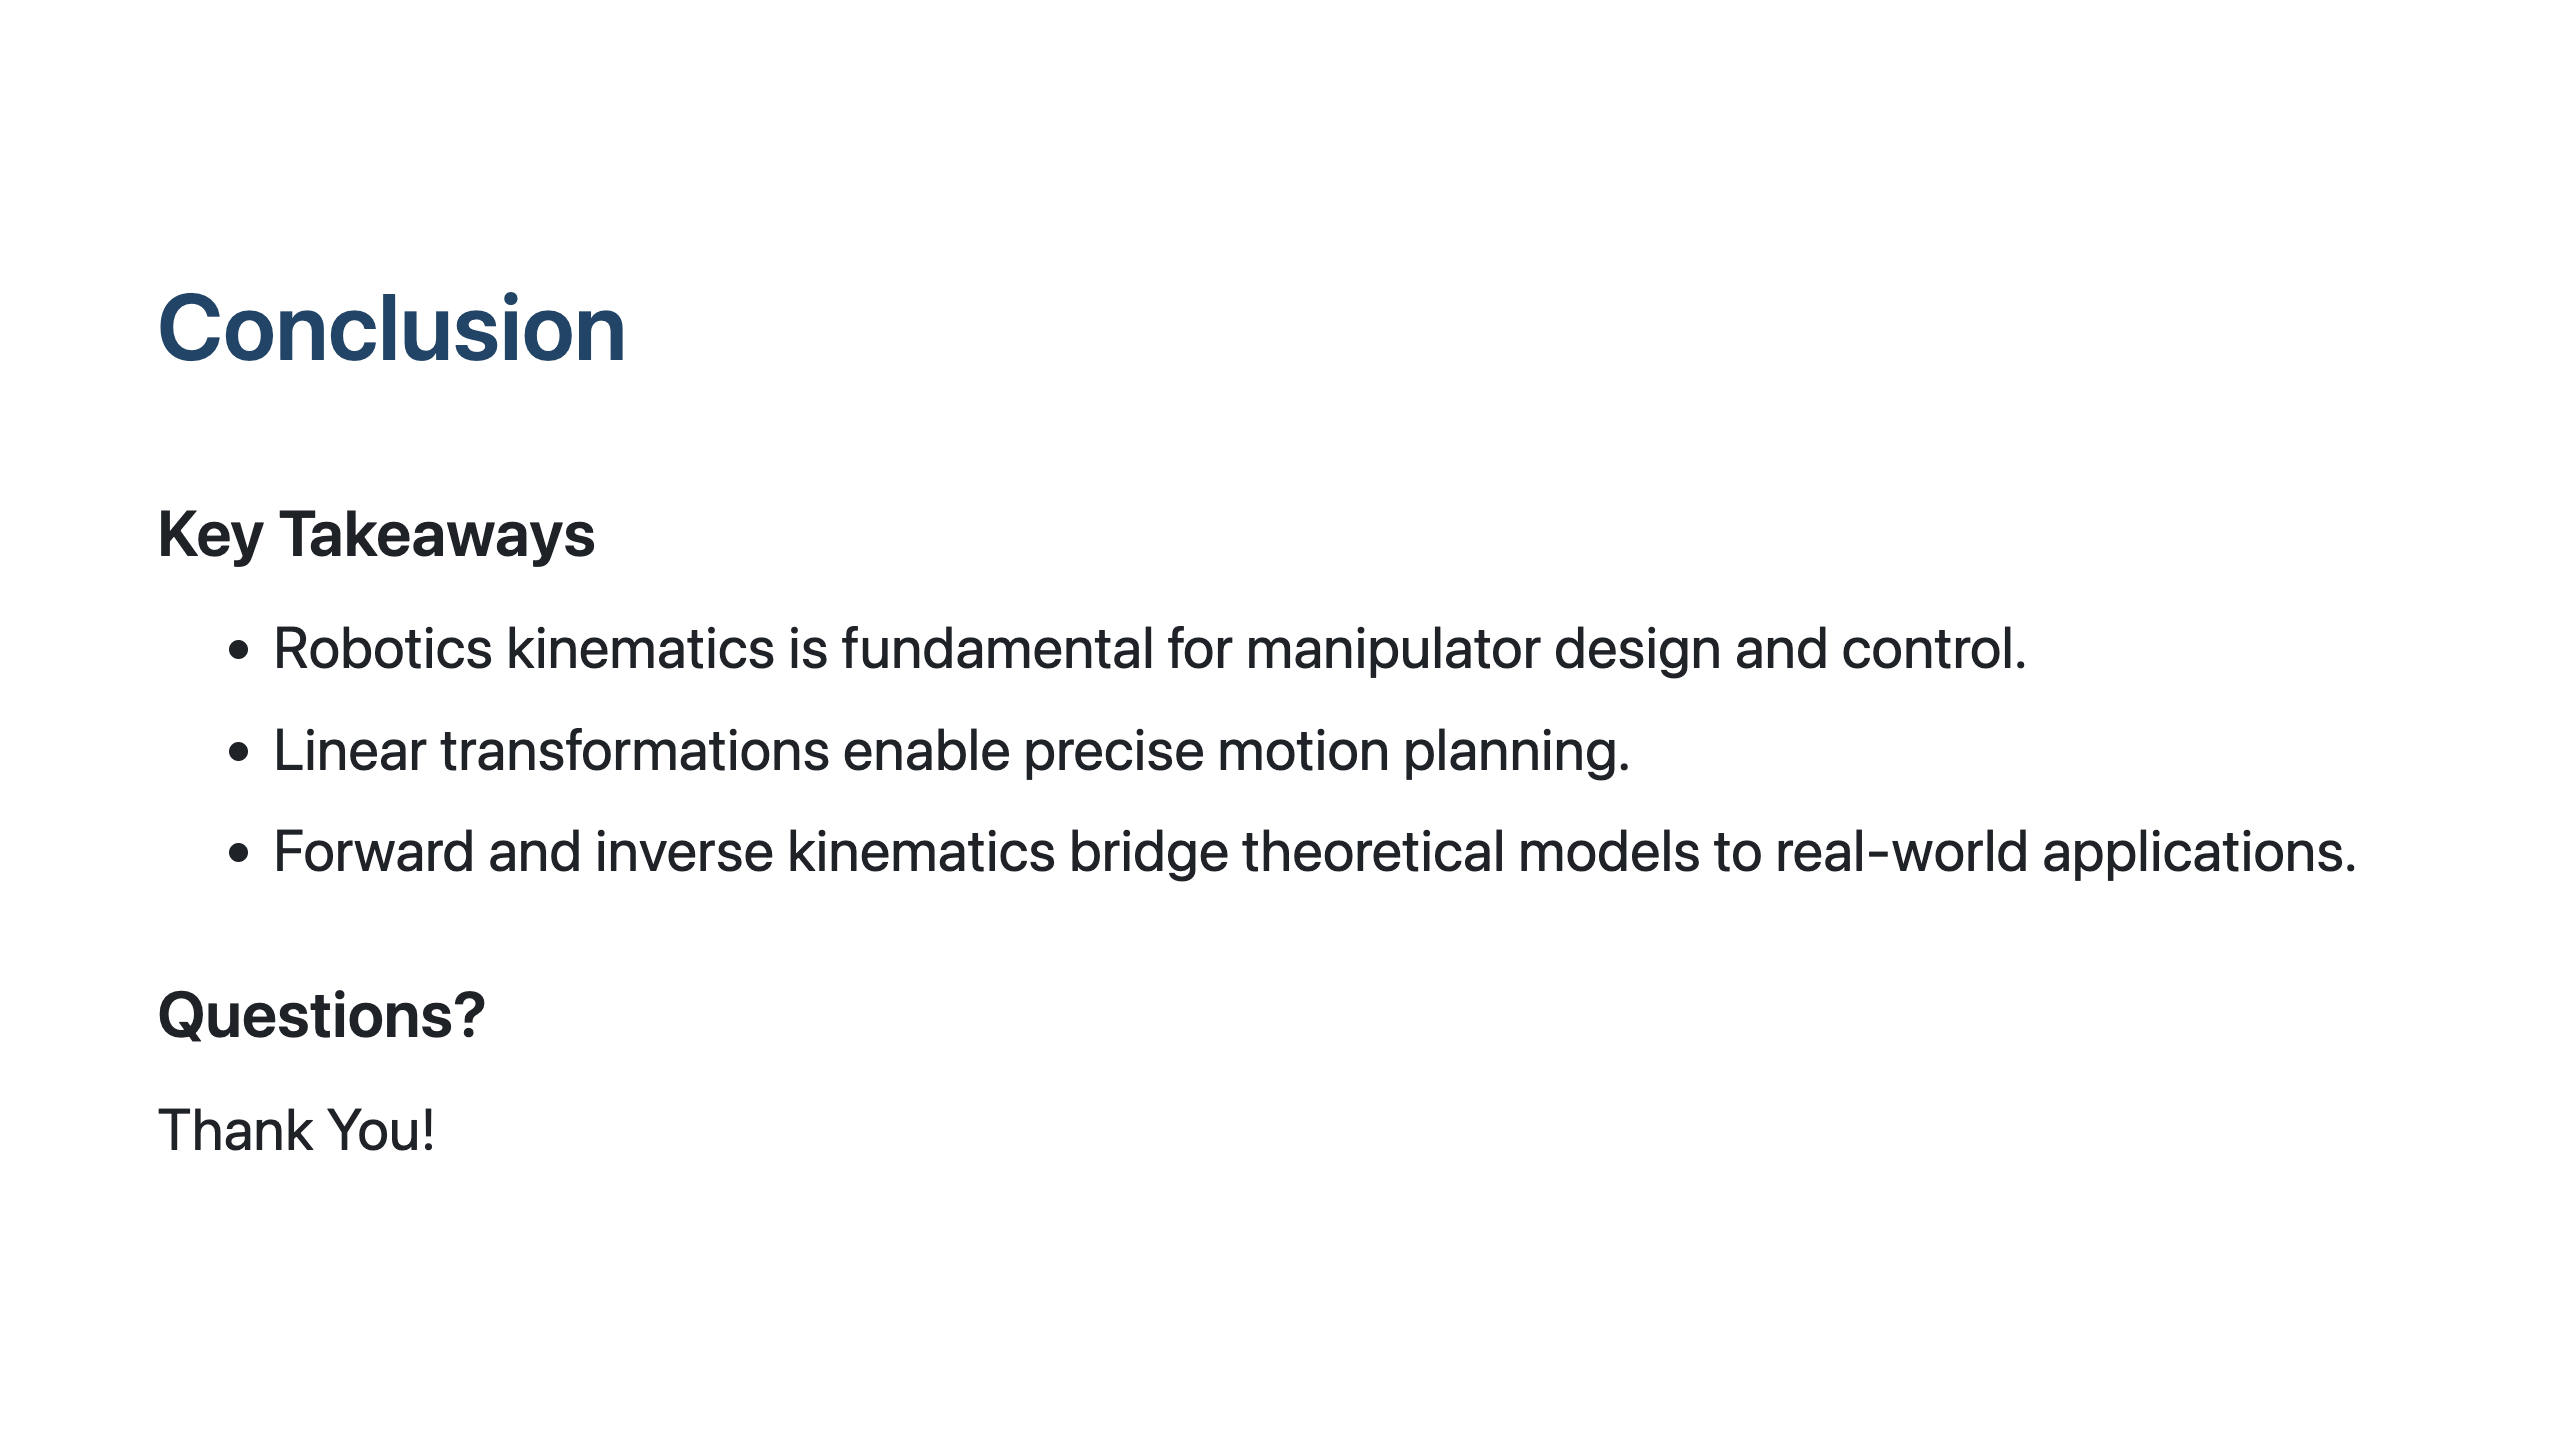 Conclusion
Key Takeaways
• Robotics kinematics is fundamental for manipulator design and control.
• Linear transformations enable precise motion planning.
• Forward and inverse kinematics bridge theoretical models to real-world applications.
Questions?
Thank You!